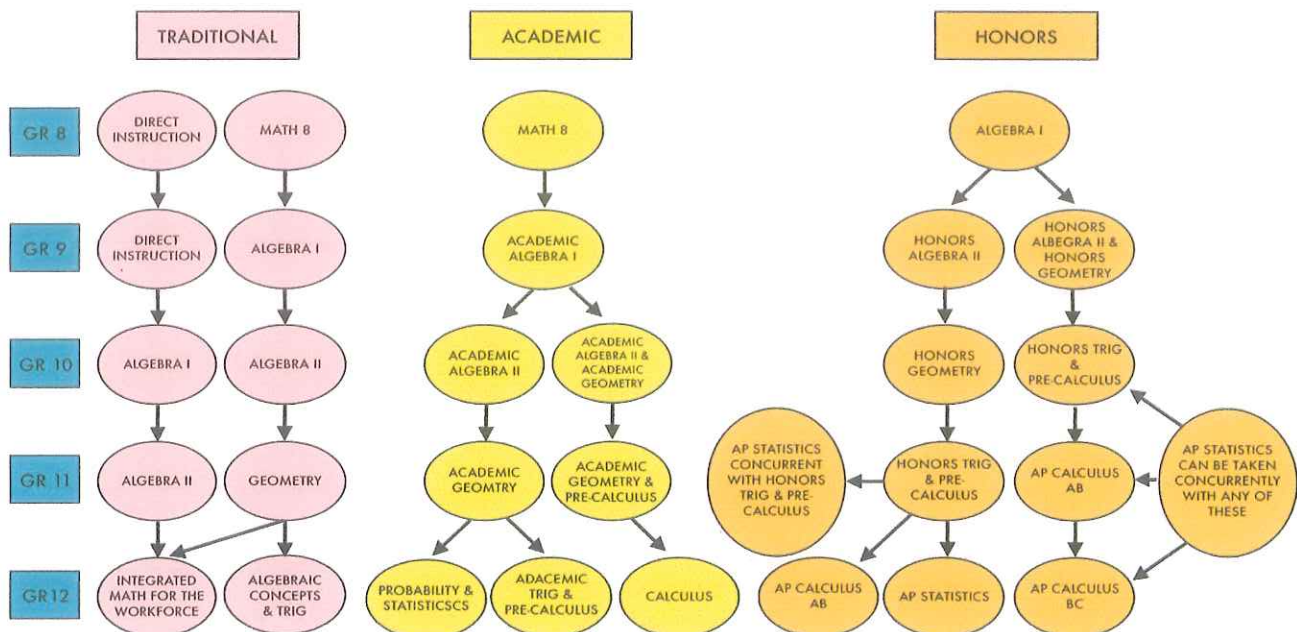 TRADITIONAL
ACADEMIC
HONORS
GR 8
DIRECT
INSTRUCTION
MATH 8
MATH 8
ALGEBRA I
GR 9
DIRECT
INSTRUCTION
ALGEBRA I
ACADEMIC
ALGEBRA I
HONORS
ALGEBRA II
HONORS
ALBEGRA II &
HONORS
GEOMETRY
GR 10
ALGEBRA I
ALGEBRA II
ACADEMIC
ALGEBRA II
ACADEMIC
ALGEBRA II &
ACADEMIC
GEOMETRY
HONORS
GEOMETRY
HONORS TRIG
&
PRE-CALCULUS
GR 11
ALGEBRA II
GEOMETRY
ACADEMIC
GEOMTRY
ACADEMIC
GEOMETRY &
PRE-CALCULUS
AP STATISTICS
CONCURRENT
WITH HONORS
TRIG & PRE-
CALCULUS
HONORS TRIG
& PRE-
CALCULUS
AP CALCULUS
AB
AP STATISTICS
CAN BE TAKEN
CONCURRENTLY
WITH ANY OF
THESE
GR12
INTEGRATED
MATH FOR THE
WORKFORCE
ALGEBRAIC
CONCEPTS
& TRIG
PROBABILITY &
STATISTICSCS
ADACEMIC
TRIG &
PRE-CALCULUS
CALCULUS
AP CALCULUS
AB
AP STATISTICS
AP CALCULUS
BC